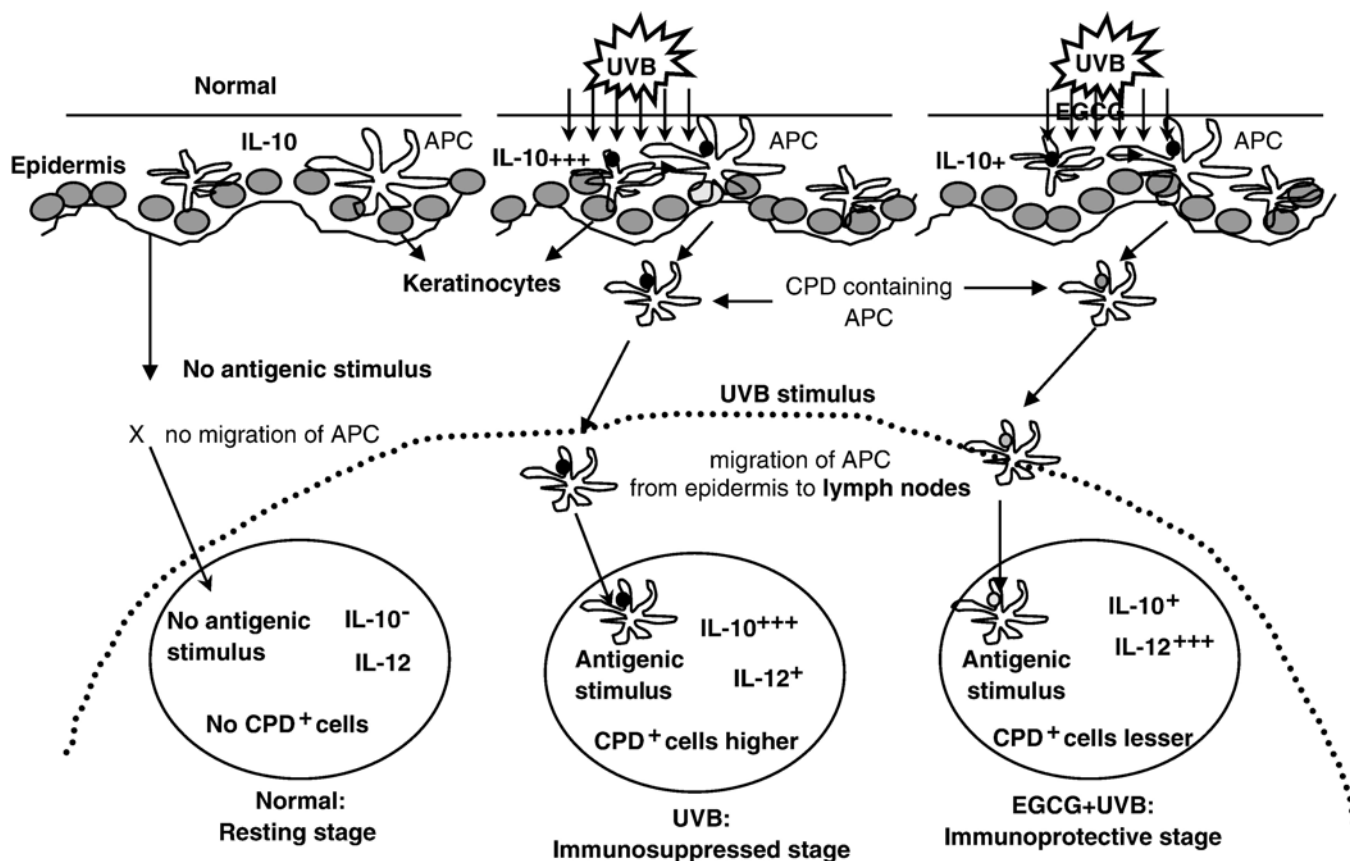 UVB
UVB
Normal
EGCG
IL-10
APC
IL-10+++
APC
IL-10+
APC
Epidermis
Keratinocytes
CPD containing
APC
No antigenic stimulus
UVB stimulus
X no migration of APC
migration of APC
from epidermis to lymph nodes
No antigenic
stimulus
IL-10⁻
IL-12
No CPD⁺ cells
IL-10⁺⁺⁺
Antigenic
stimulus
IL-12⁺
CPD⁺ cells higher
IL-10⁺
IL-12⁺⁺⁺
Antigenic
stimulus
CPD⁺ cells lesser
Normal:
Resting stage
UVB:
Immunosuppressed stage
EGCG+UVB:
Immunoprotective stage